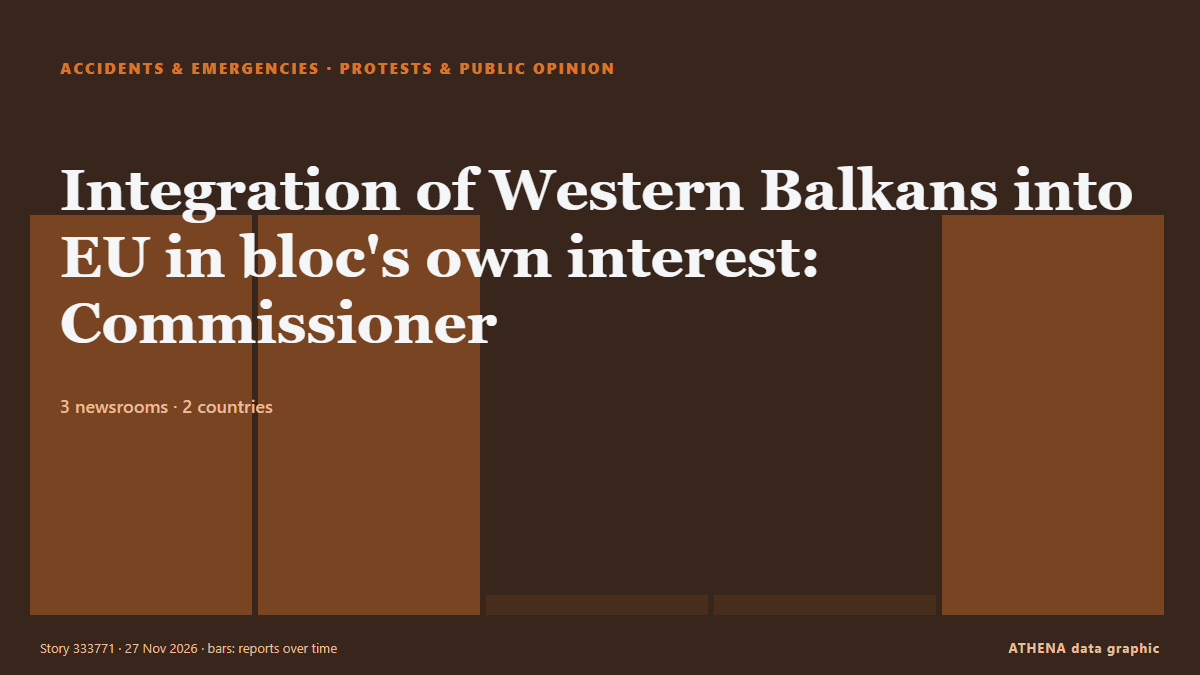 ACCIDENTS & EMERGENCIES · PROTESTS & PUBLIC OPINION
Integration of Western Balkans into
EU in bloc's own interest:
Commissioner
3 newsrooms · 2 countries
Story 333771 · 27 Nov 2026 · bars: reports over time
ATHENA data graphic